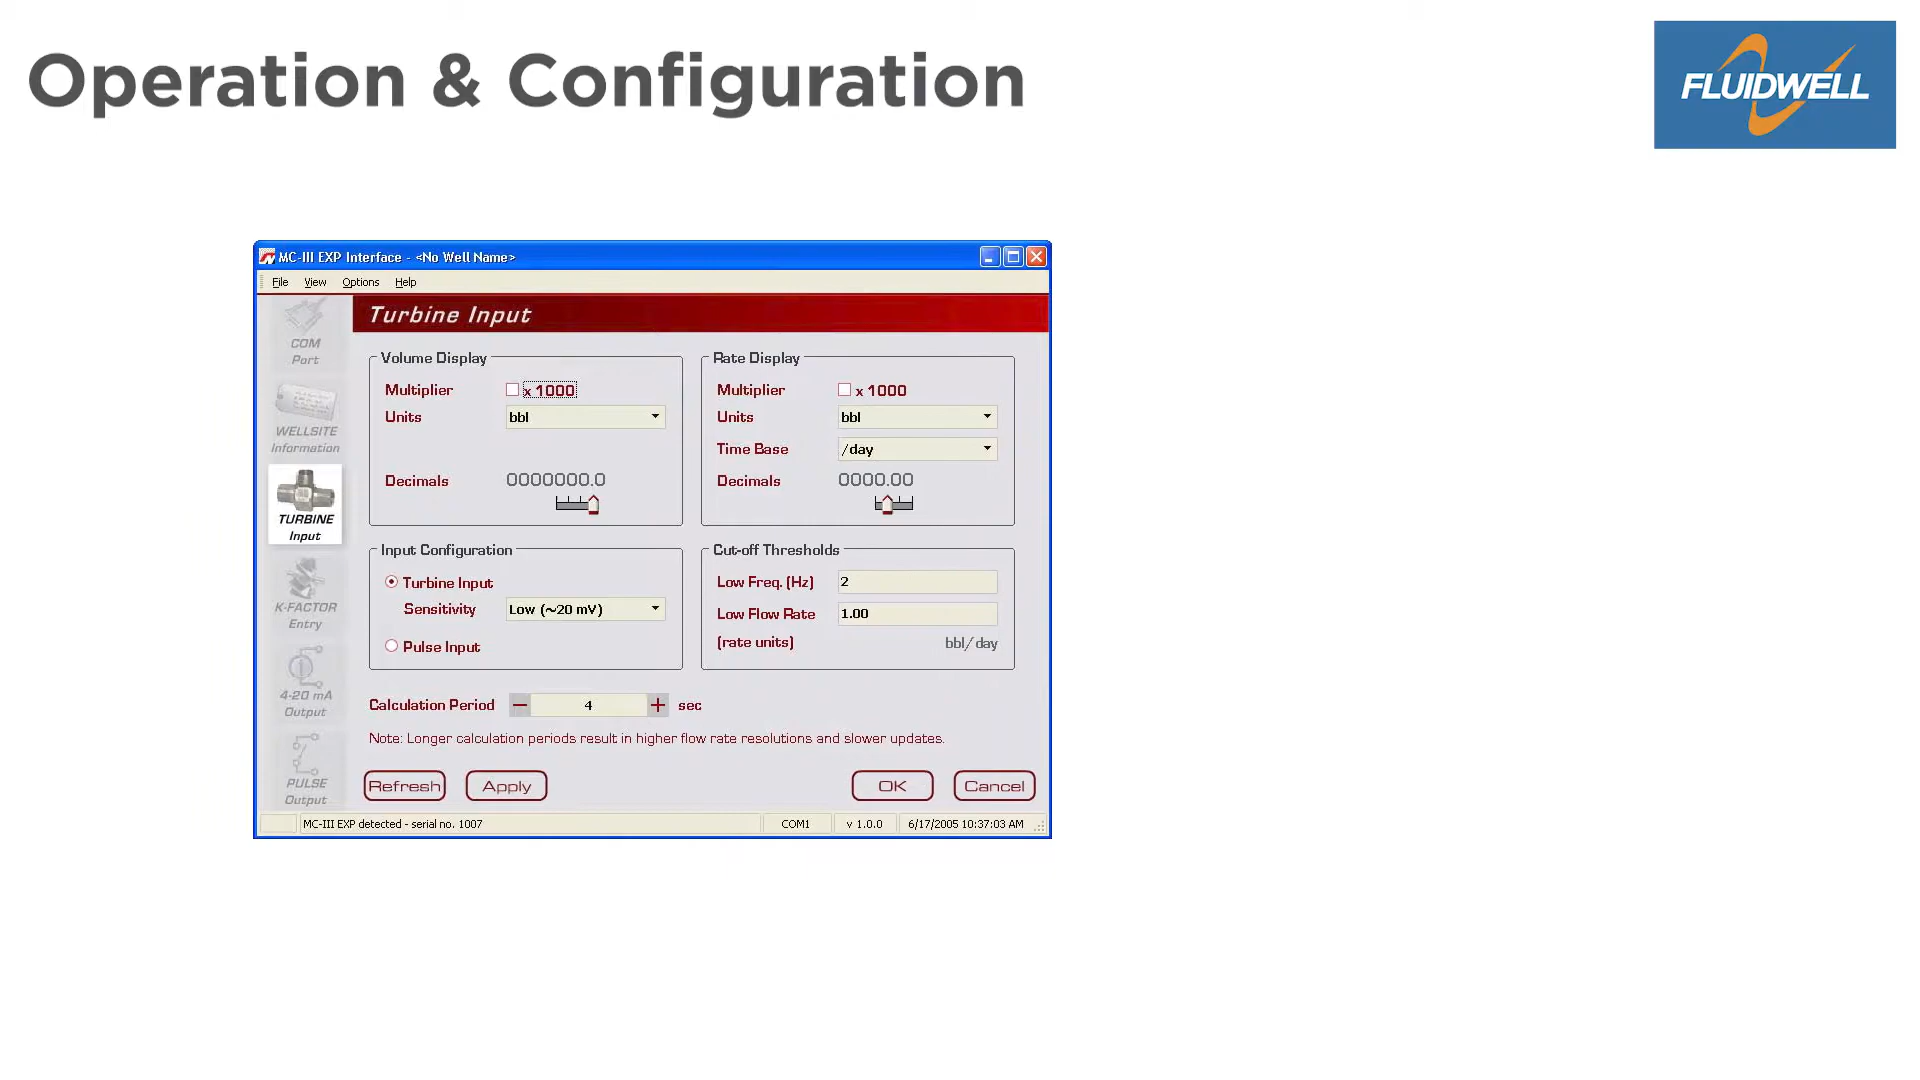 Operation & Configuration
FLUIDWELL
MC-III EXP Interface - <No Well Name>
File View Options Help
Turbine Input
COM
Port
WELLSITE
Information
TURBINE
Input
K-FACTOR
Entry
4-20 mA
Output
PULSE
Output
Volume Display
Multiplier x 1000
Units bbl
Decimals 0000000.0
Rate Display
Multiplier x 1000
Units bbl
Time Base /day
Decimals 0000.00
Input Configuration
Turbine Input
Sensitivity Low (~20 mV)
Pulse Input
Cut-off Thresholds
Low Freq. (Hz) 2
Low Flow Rate 1.00
(rate units) bbl/day
Calculation Period − 4 + sec
Note: Longer calculation periods result in higher flow rate resolutions and slower updates.
Refresh Apply OK Cancel
MC-III EXP detected - serial no. 1007 COM1 v 1.0.0 6/17/2005 10:37:03 AM